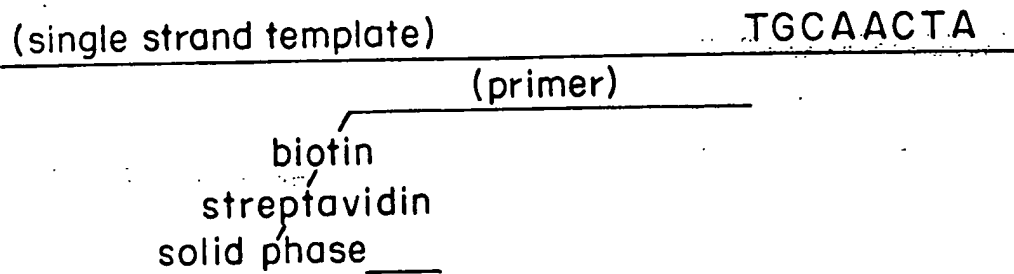 (single strand template) TGCAACTA
(primer)
biotin
streptavidin
solid phase